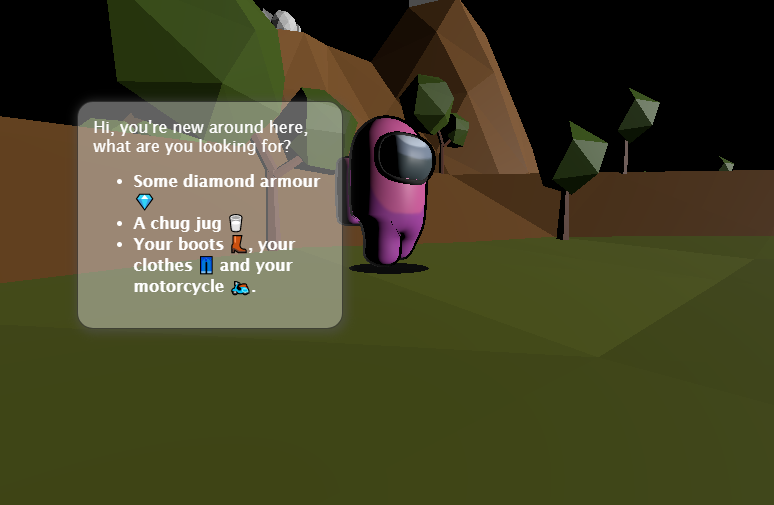 Hi, you're new around here,
what are you looking for?
• Some diamond armour
💎
• A chug jug 🥛
• Your boots 👢, your
clothes 👖 and your
motorcycle 🏍️.